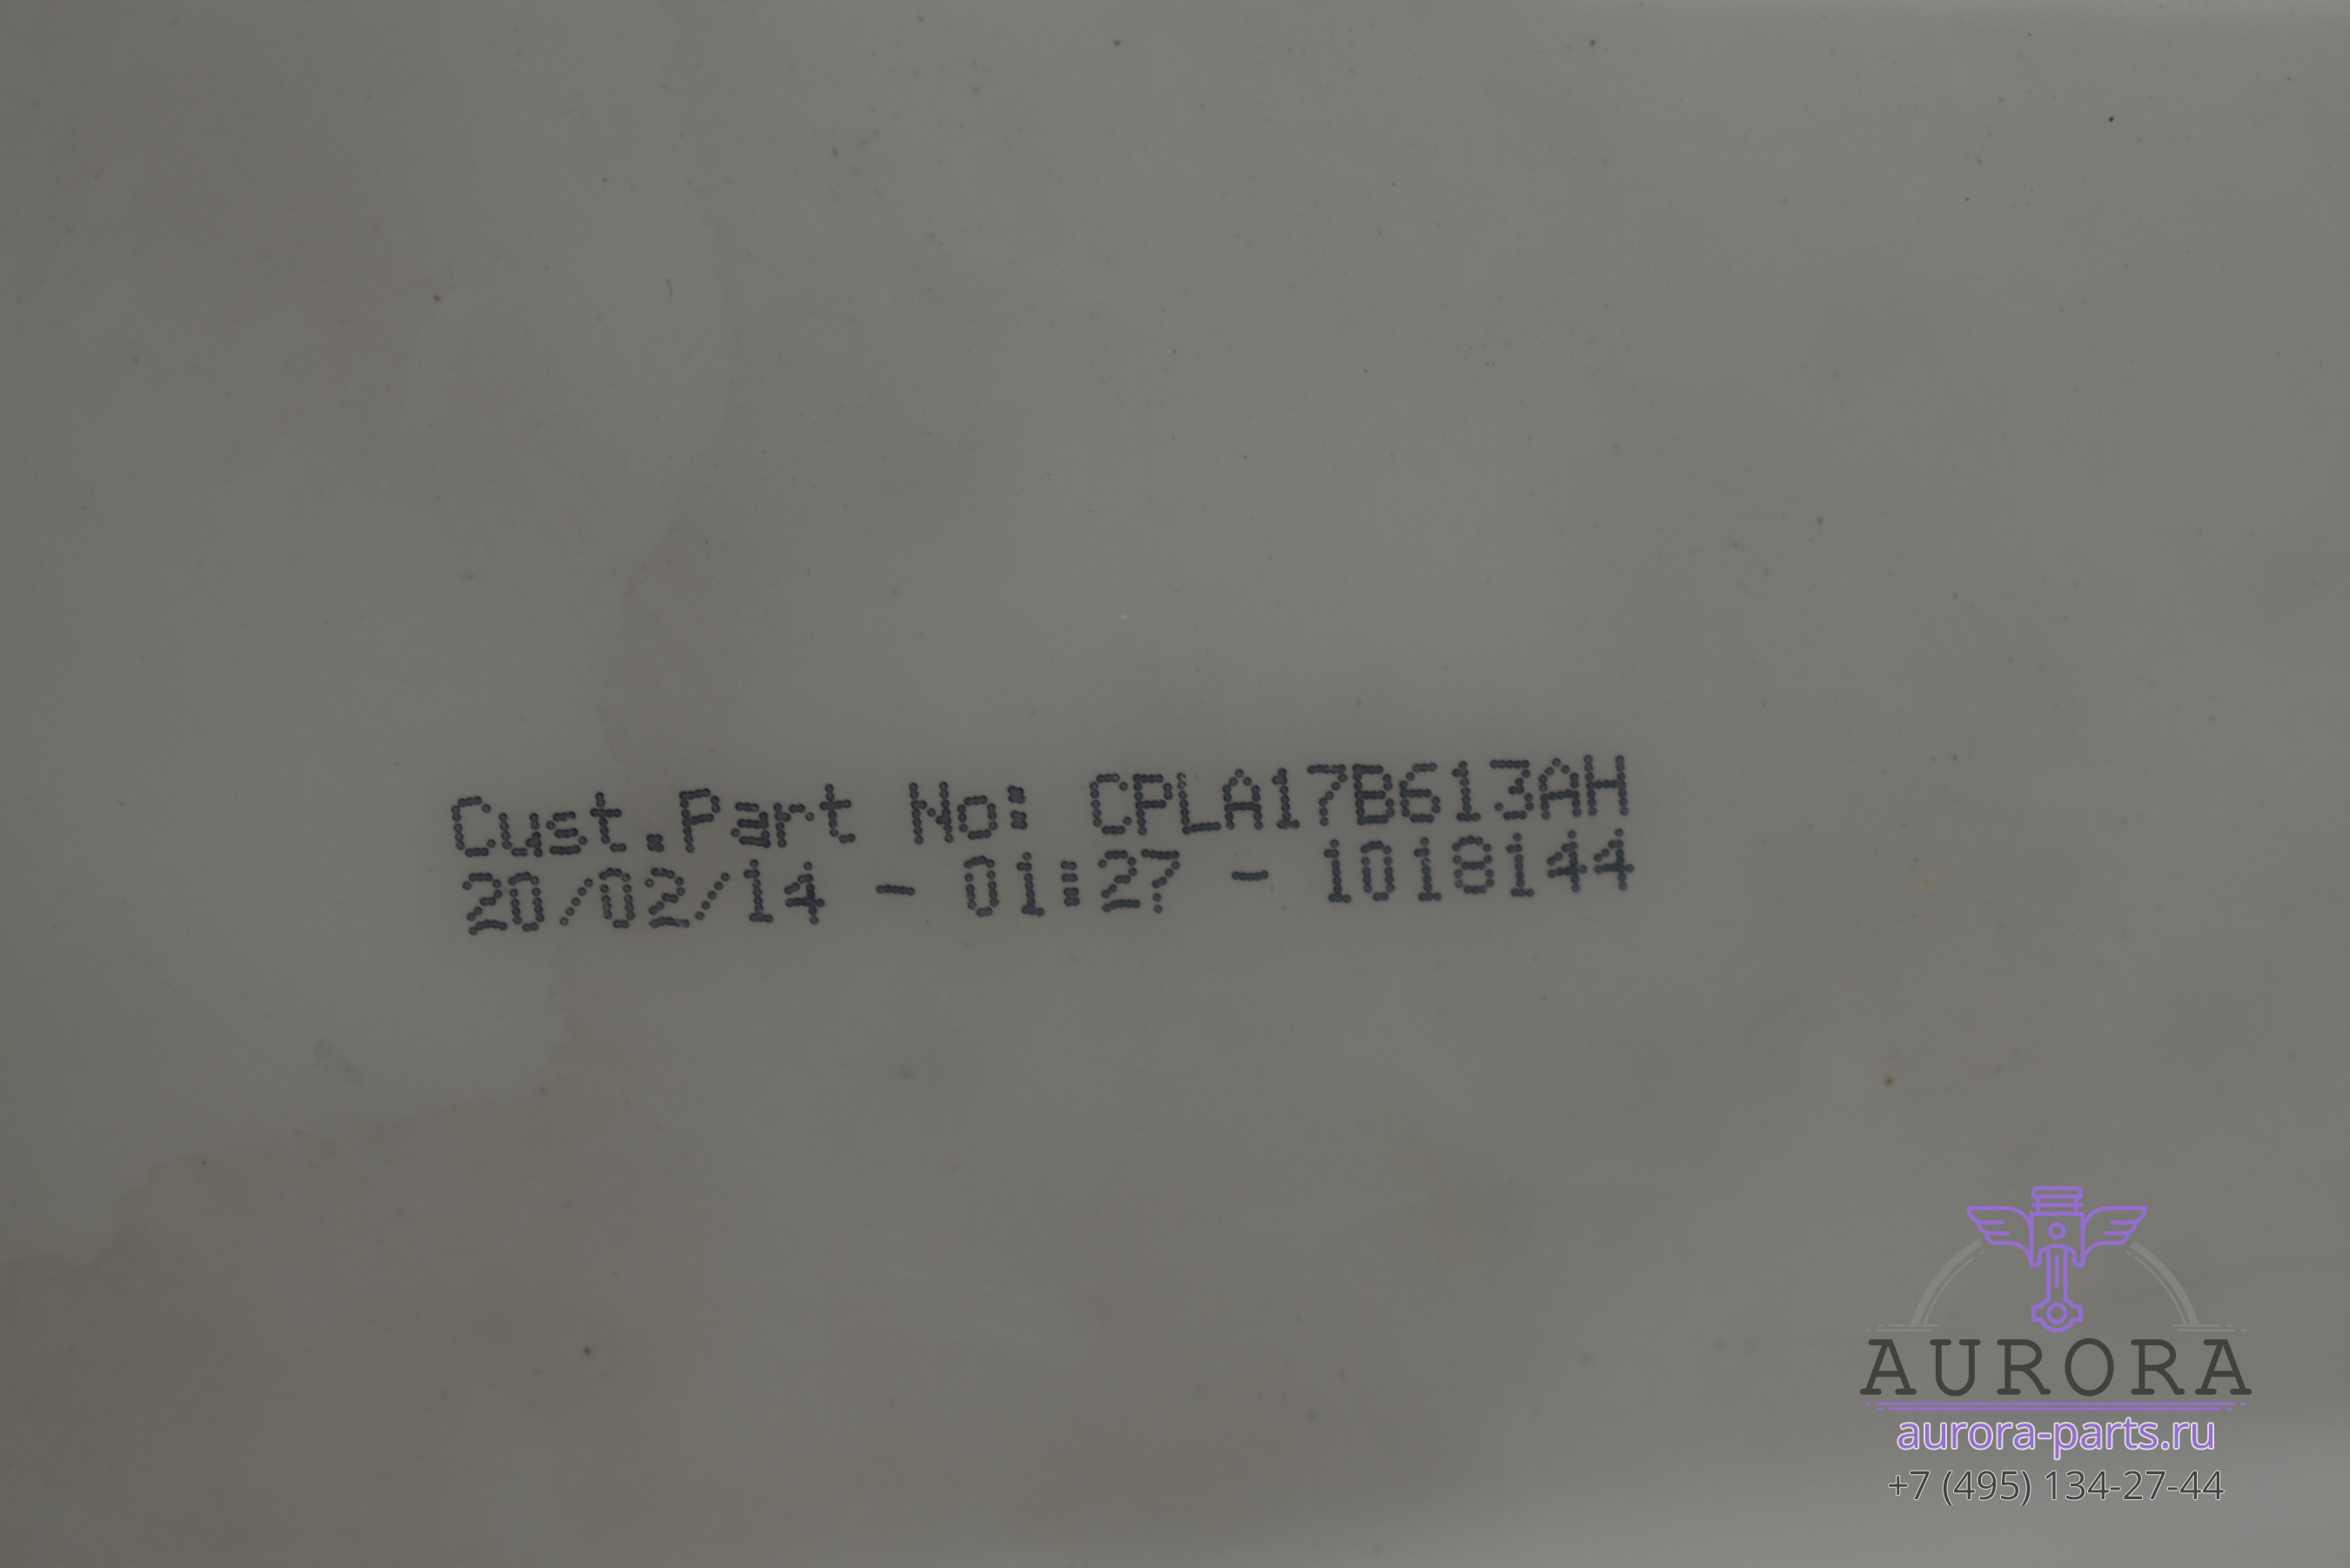 Cust.Part No: CPLA17B613AH
20/02/14 - 01:27 - 1018144
AURORA
aurora-parts.ru
+7 (495) 134-27-44